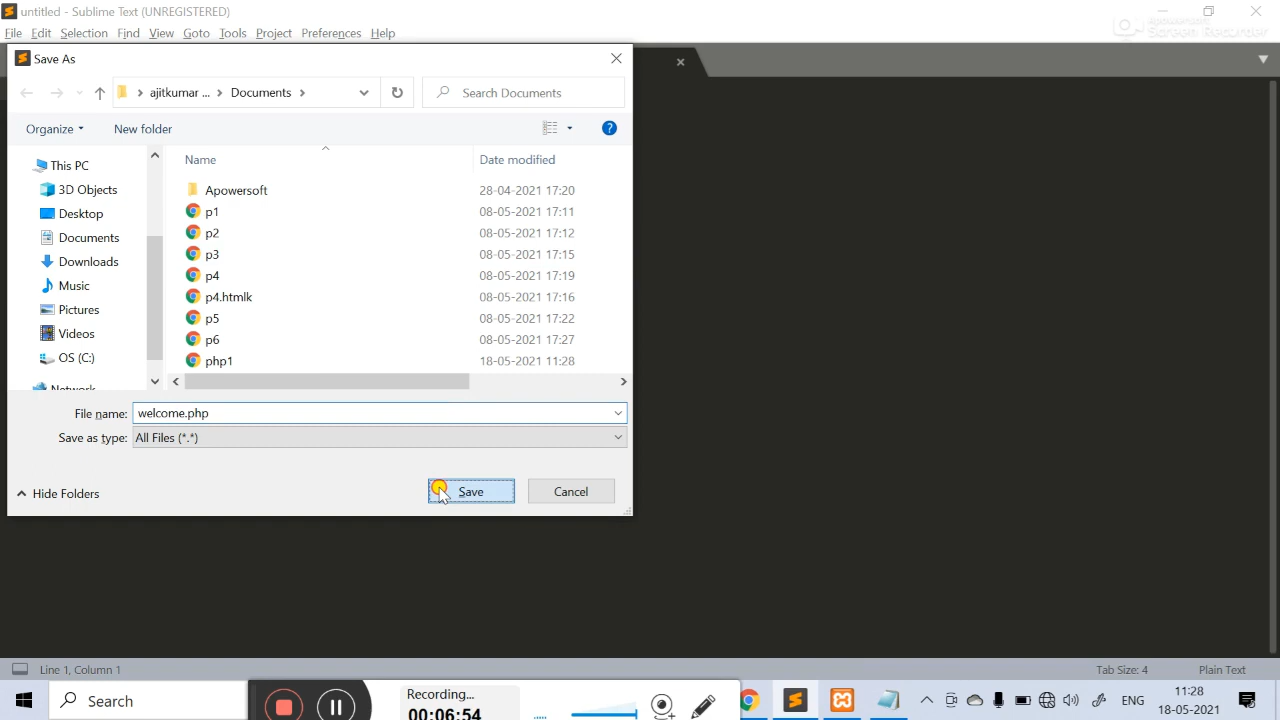 untitled - Sublime Text (UNREGISTERED)
File Edit Selection Find View Goto Tools Project Preferences Help
Apowersoft
Screen Recorder
Save As
ajitkumar ... > Documents >
Search Documents
Organize
New folder
This PC
3D Objects
Desktop
Documents
Downloads
Music
Pictures
Videos
OS (C:)
Network
Name Date modified
Apowersoft 28-04-2021 17:20
p1 08-05-2021 17:11
p2 08-05-2021 17:12
p3 08-05-2021 17:15
p4 08-05-2021 17:19
p4.htmlk 08-05-2021 17:16
p5 08-05-2021 17:22
p6 08-05-2021 17:27
php1 18-05-2021 11:28
File name: welcome.php
Save as type: All Files (*.*)
Hide Folders
Save
Cancel
Line 1, Column 1
Tab Size: 4
Plain Text
Search
Recording...
00:06:54
ENG
11:28
18-05-2021